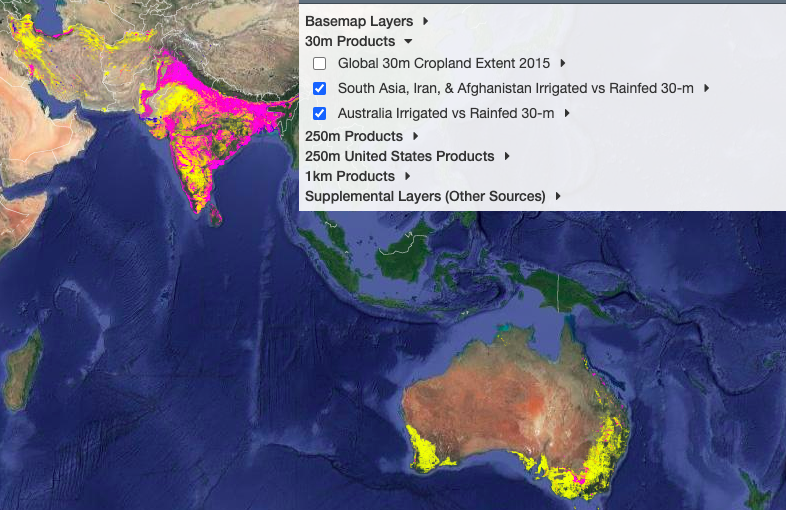 Basemap Layers
30m Products
Global 30m Cropland Extent 2015
South Asia, Iran, & Afghanistan Irrigated vs Rainfed 30-m
Australia Irrigated vs Rainfed 30-m
250m Products
250m United States Products
1km Products
Supplemental Layers (Other Sources)